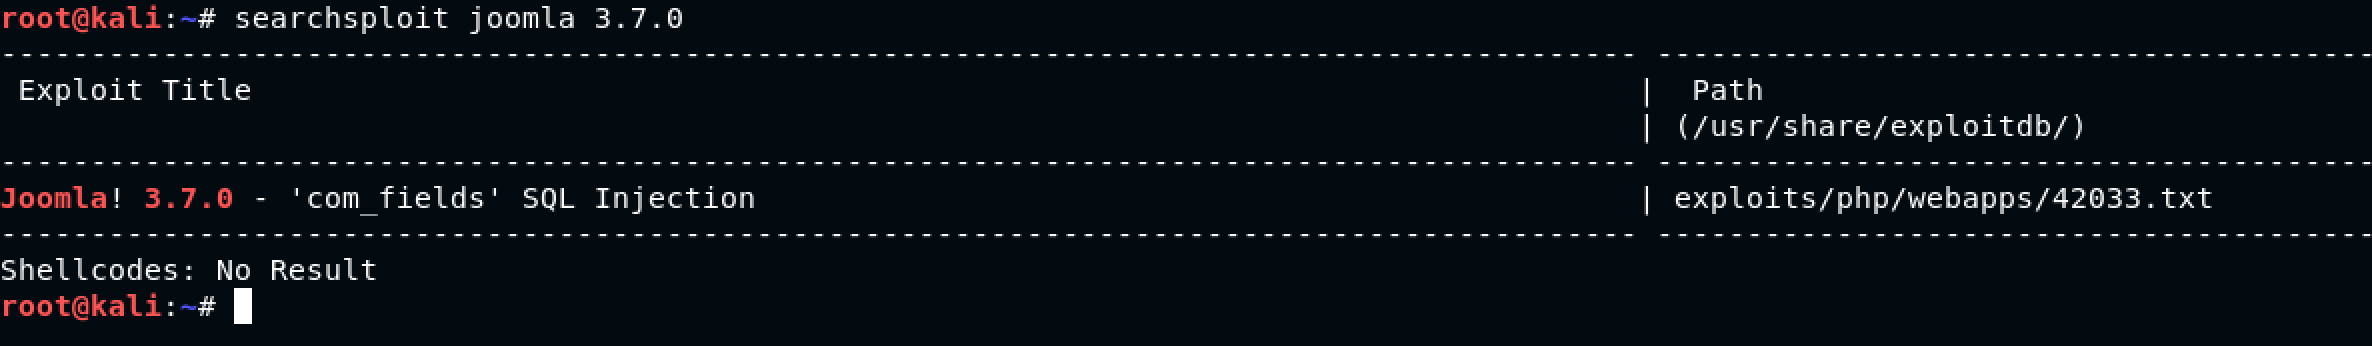 root@kali:~# searchsploit joomla 3.7.0
------------------------------------------------------------------------------------------- ----------------------------------------
Exploit Title | Path
| (/usr/share/exploitdb/)
------------------------------------------------------------------------------------------- ----------------------------------------
Joomla! 3.7.0 - 'com_fields' SQL Injection | exploits/php/webapps/42033.txt
------------------------------------------------------------------------------------------- ----------------------------------------
Shellcodes: No Result
root@kali:~#